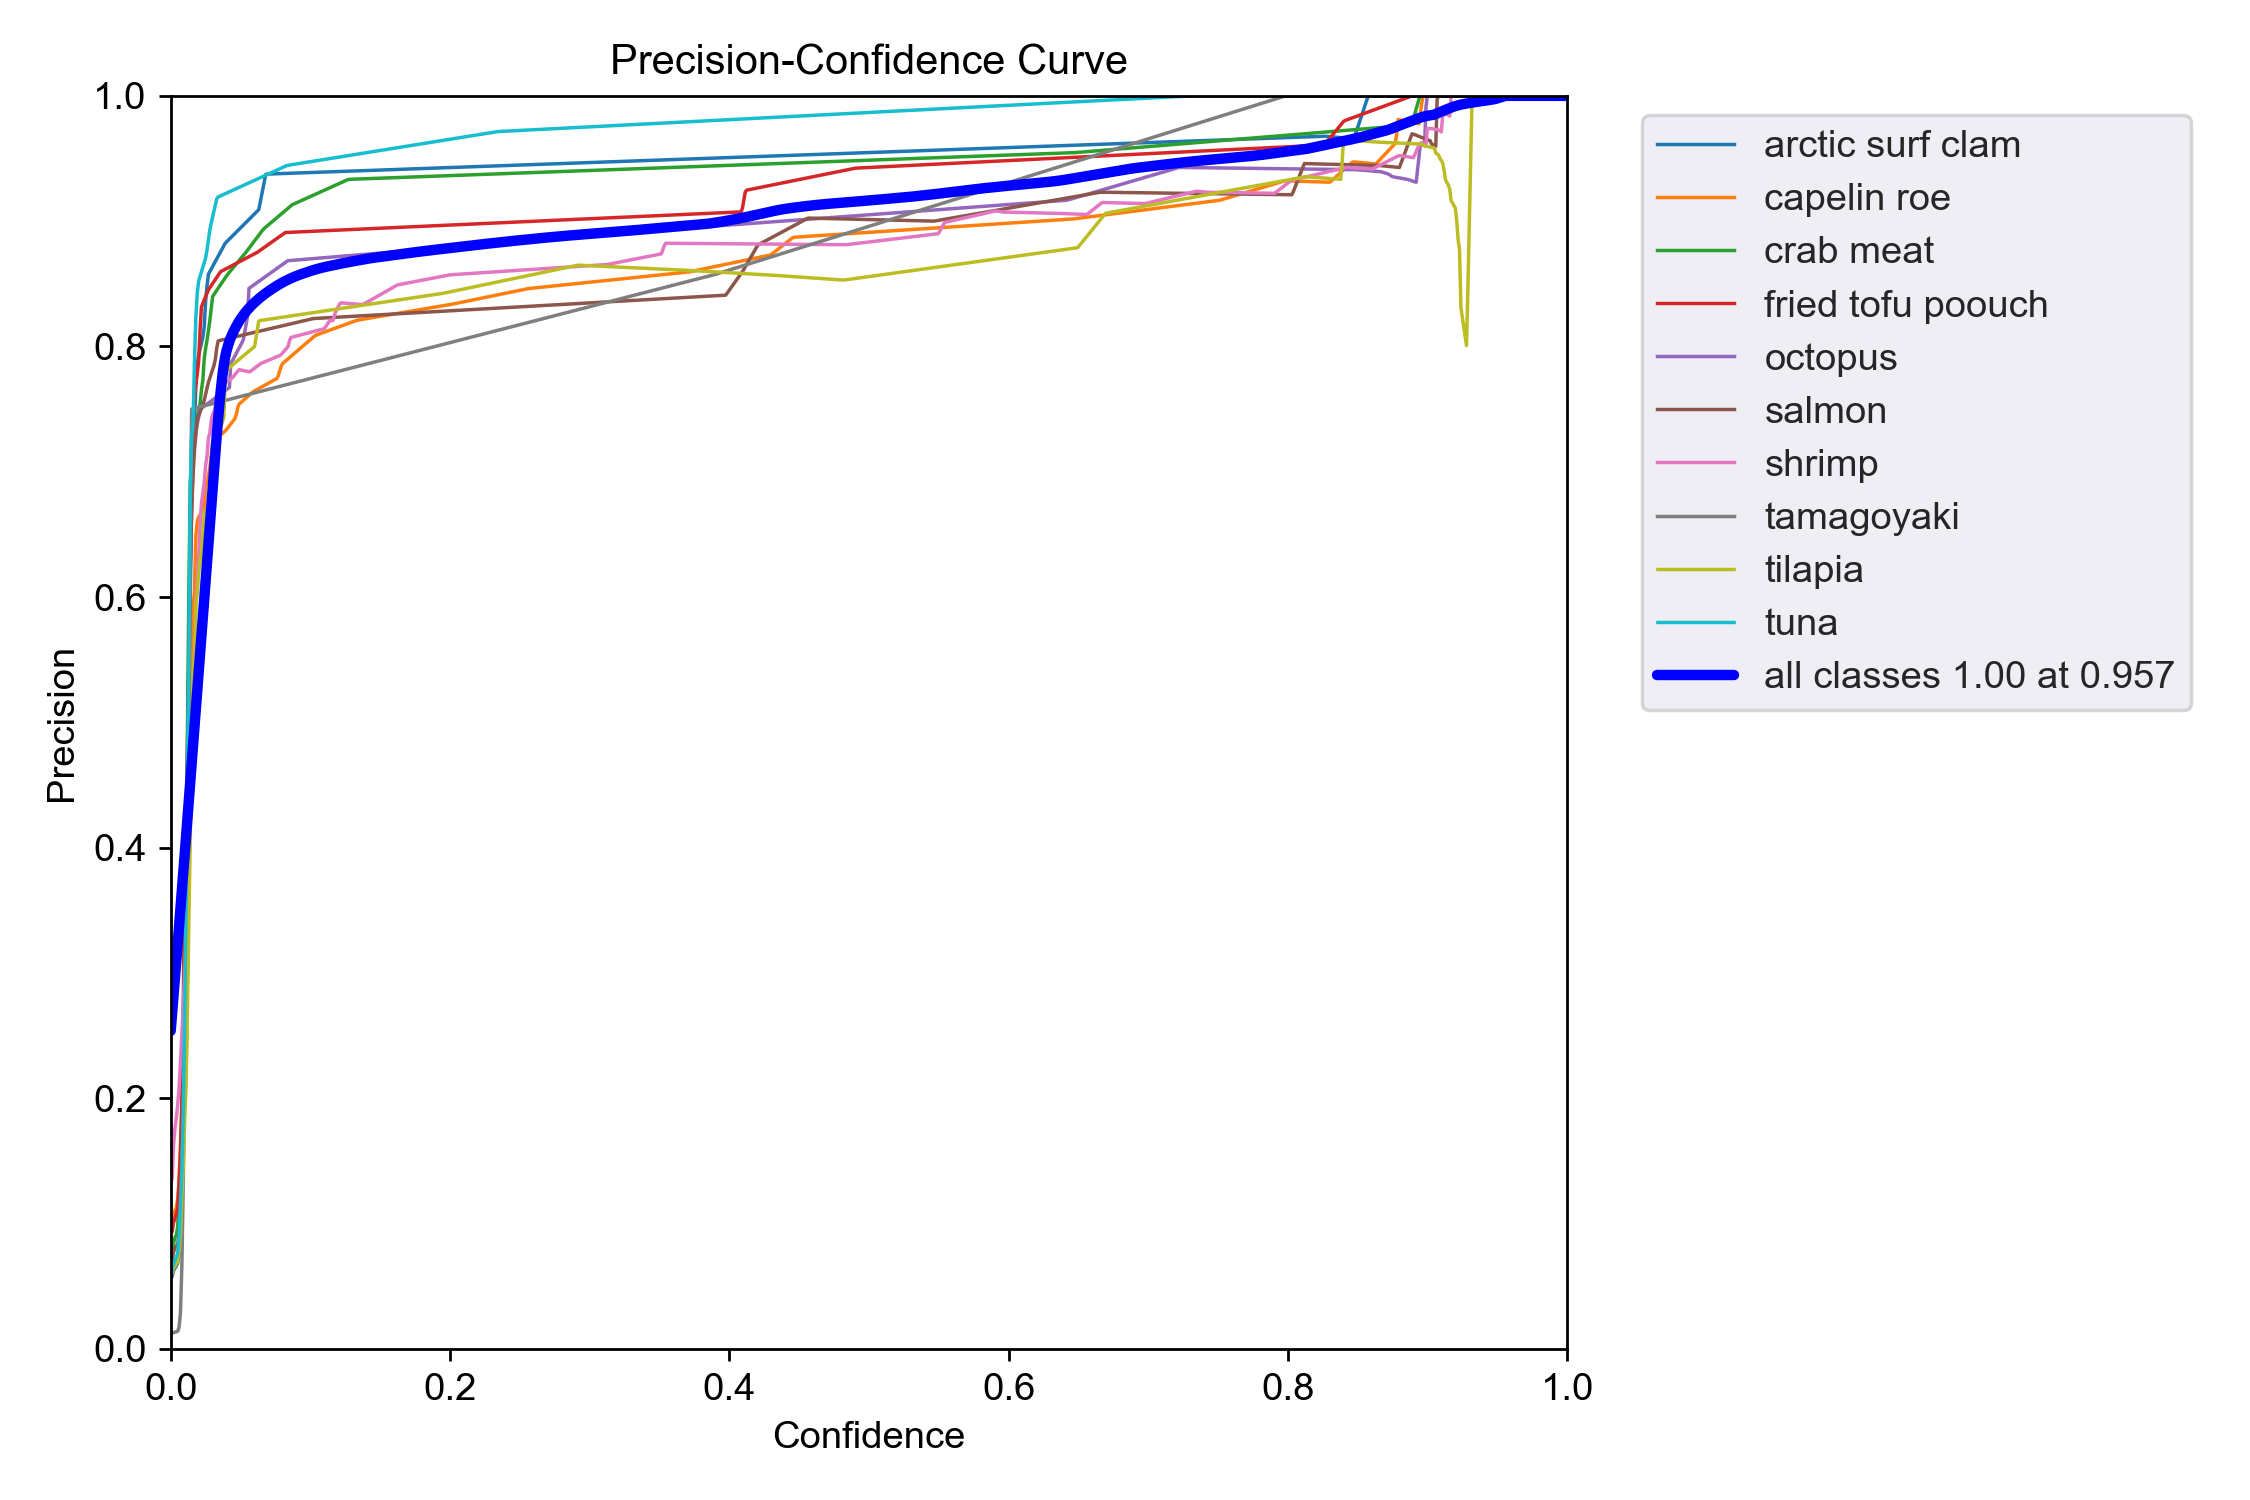 Precision-Confidence Curve
1.0
0.8
0.6
0.4
0.2
0.0
Precision
0.0 0.2 0.4 0.6 0.8 1.0
Confidence
arctic surf clam
capelin roe
crab meat
fried tofu poouch
octopus
salmon
shrimp
tamagoyaki
tilapia
tuna
all classes 1.00 at 0.957